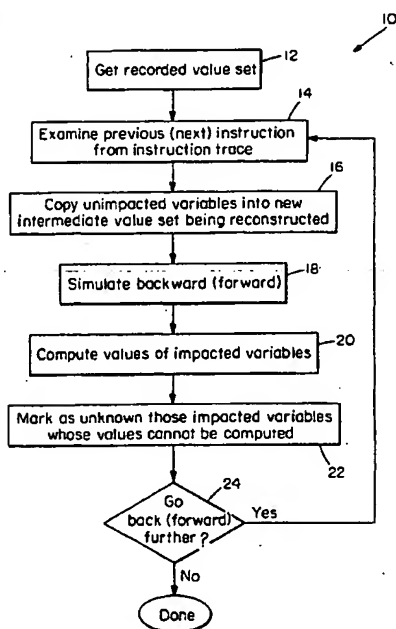 10
12
Get recorded value set
14
Examine previous (next) instruction
from instruction trace
16
Copy unimpacted variables into new
intermediate value set being reconstructed
18
Simulate backward (forward)
20
Compute values of impacted variables
Mark as unknown those impacted variables
whose values cannot be computed
22
24
Go
back (forward)
further?
Yes
No
Done